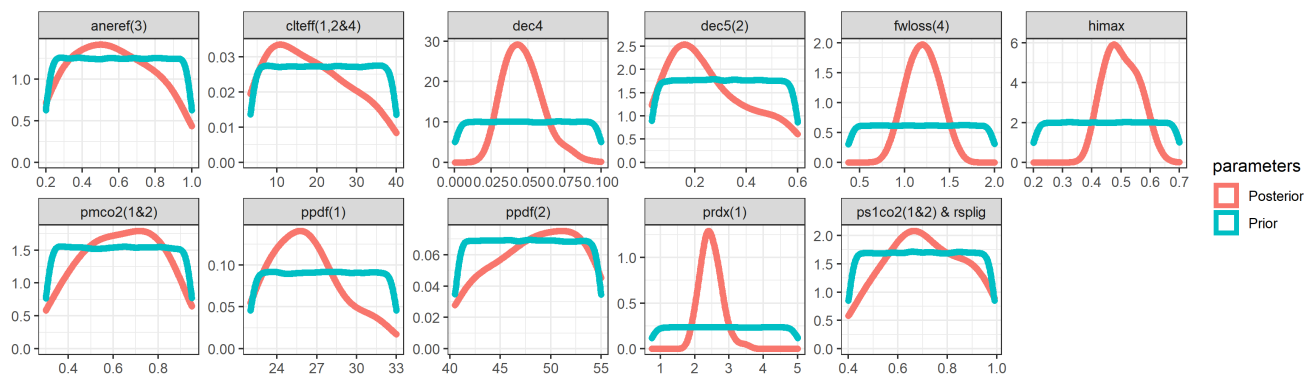 aneref(3) clteff(1,2&4) dec4 dec5(2) fwloss(4) himax
1.0
0.5
0.0
0.2 0.4 0.6 0.8 1.0
0.03
0.02
0.01
0.00
10 20 30 40
30
20
10
0
0.000 0.025 0.050 0.075 0.100
2.5
2.0
1.5
1.0
0.5
0.0
0.2 0.4 0.6
2.0
1.5
1.0
0.5
0.0
0.5 1.0 1.5 2.0
6
4
2
0
0.2 0.3 0.4 0.5 0.6 0.7
pmco2(1&2) ppdf(1) ppdf(2) prdx(1) ps1co2(1&2) & rsplig
1.5
1.0
0.5
0.0
0.4 0.6 0.8
0.10
0.05
0.00
24 27 30 33
0.06
0.04
0.02
0.00
40 45 50 55
1.0
0.5
0.0
1 2 3 4 5
2.0
1.5
1.0
0.5
0.0
0.4 0.6 0.8 1.0
parameters
Posterior
Prior